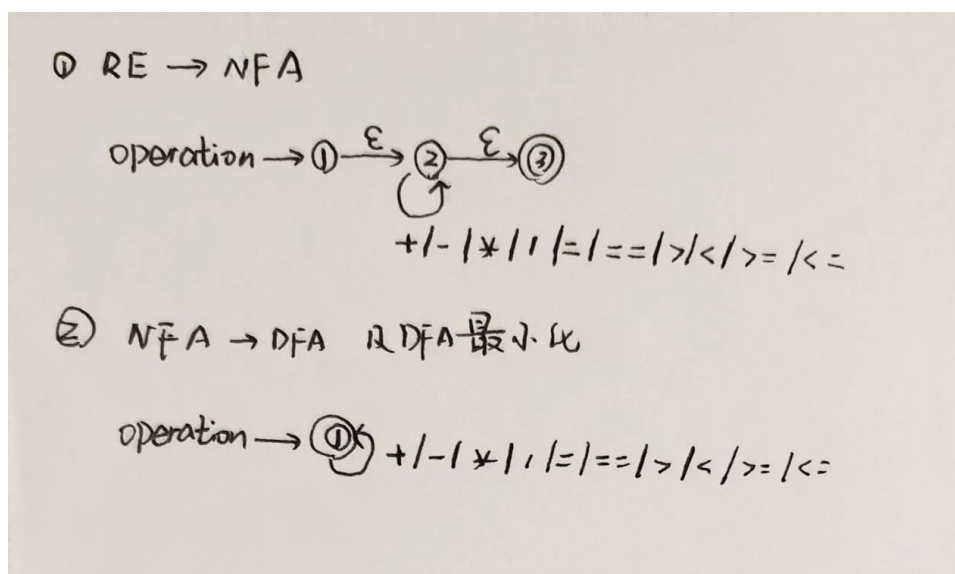 ① RE → NFA
operation → ① ε → ② ε → ③
+/-/*/ / /=/==/>/</>=/<=
② NFA → DFA 及DFA最小化
operation → ① +/-/*/ / /=/==/>/</>=/<=